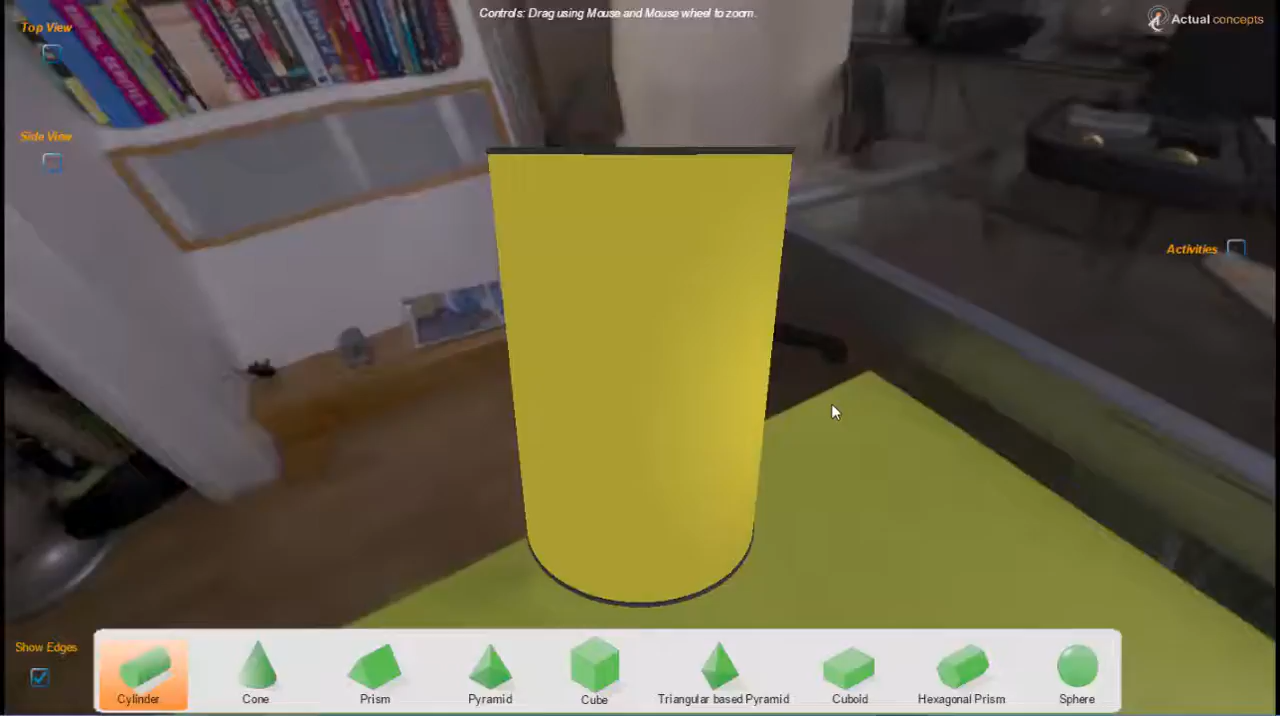 Controls: Drag using Mouse and Mouse wheel to zoom.
Top View
Actual concepts
Side View
Activities
Show Edges
Cylinder
Cone
Prism
Pyramid
Cube
Triangular based Pyramid
Cuboid
Hexagonal Prism
Sphere